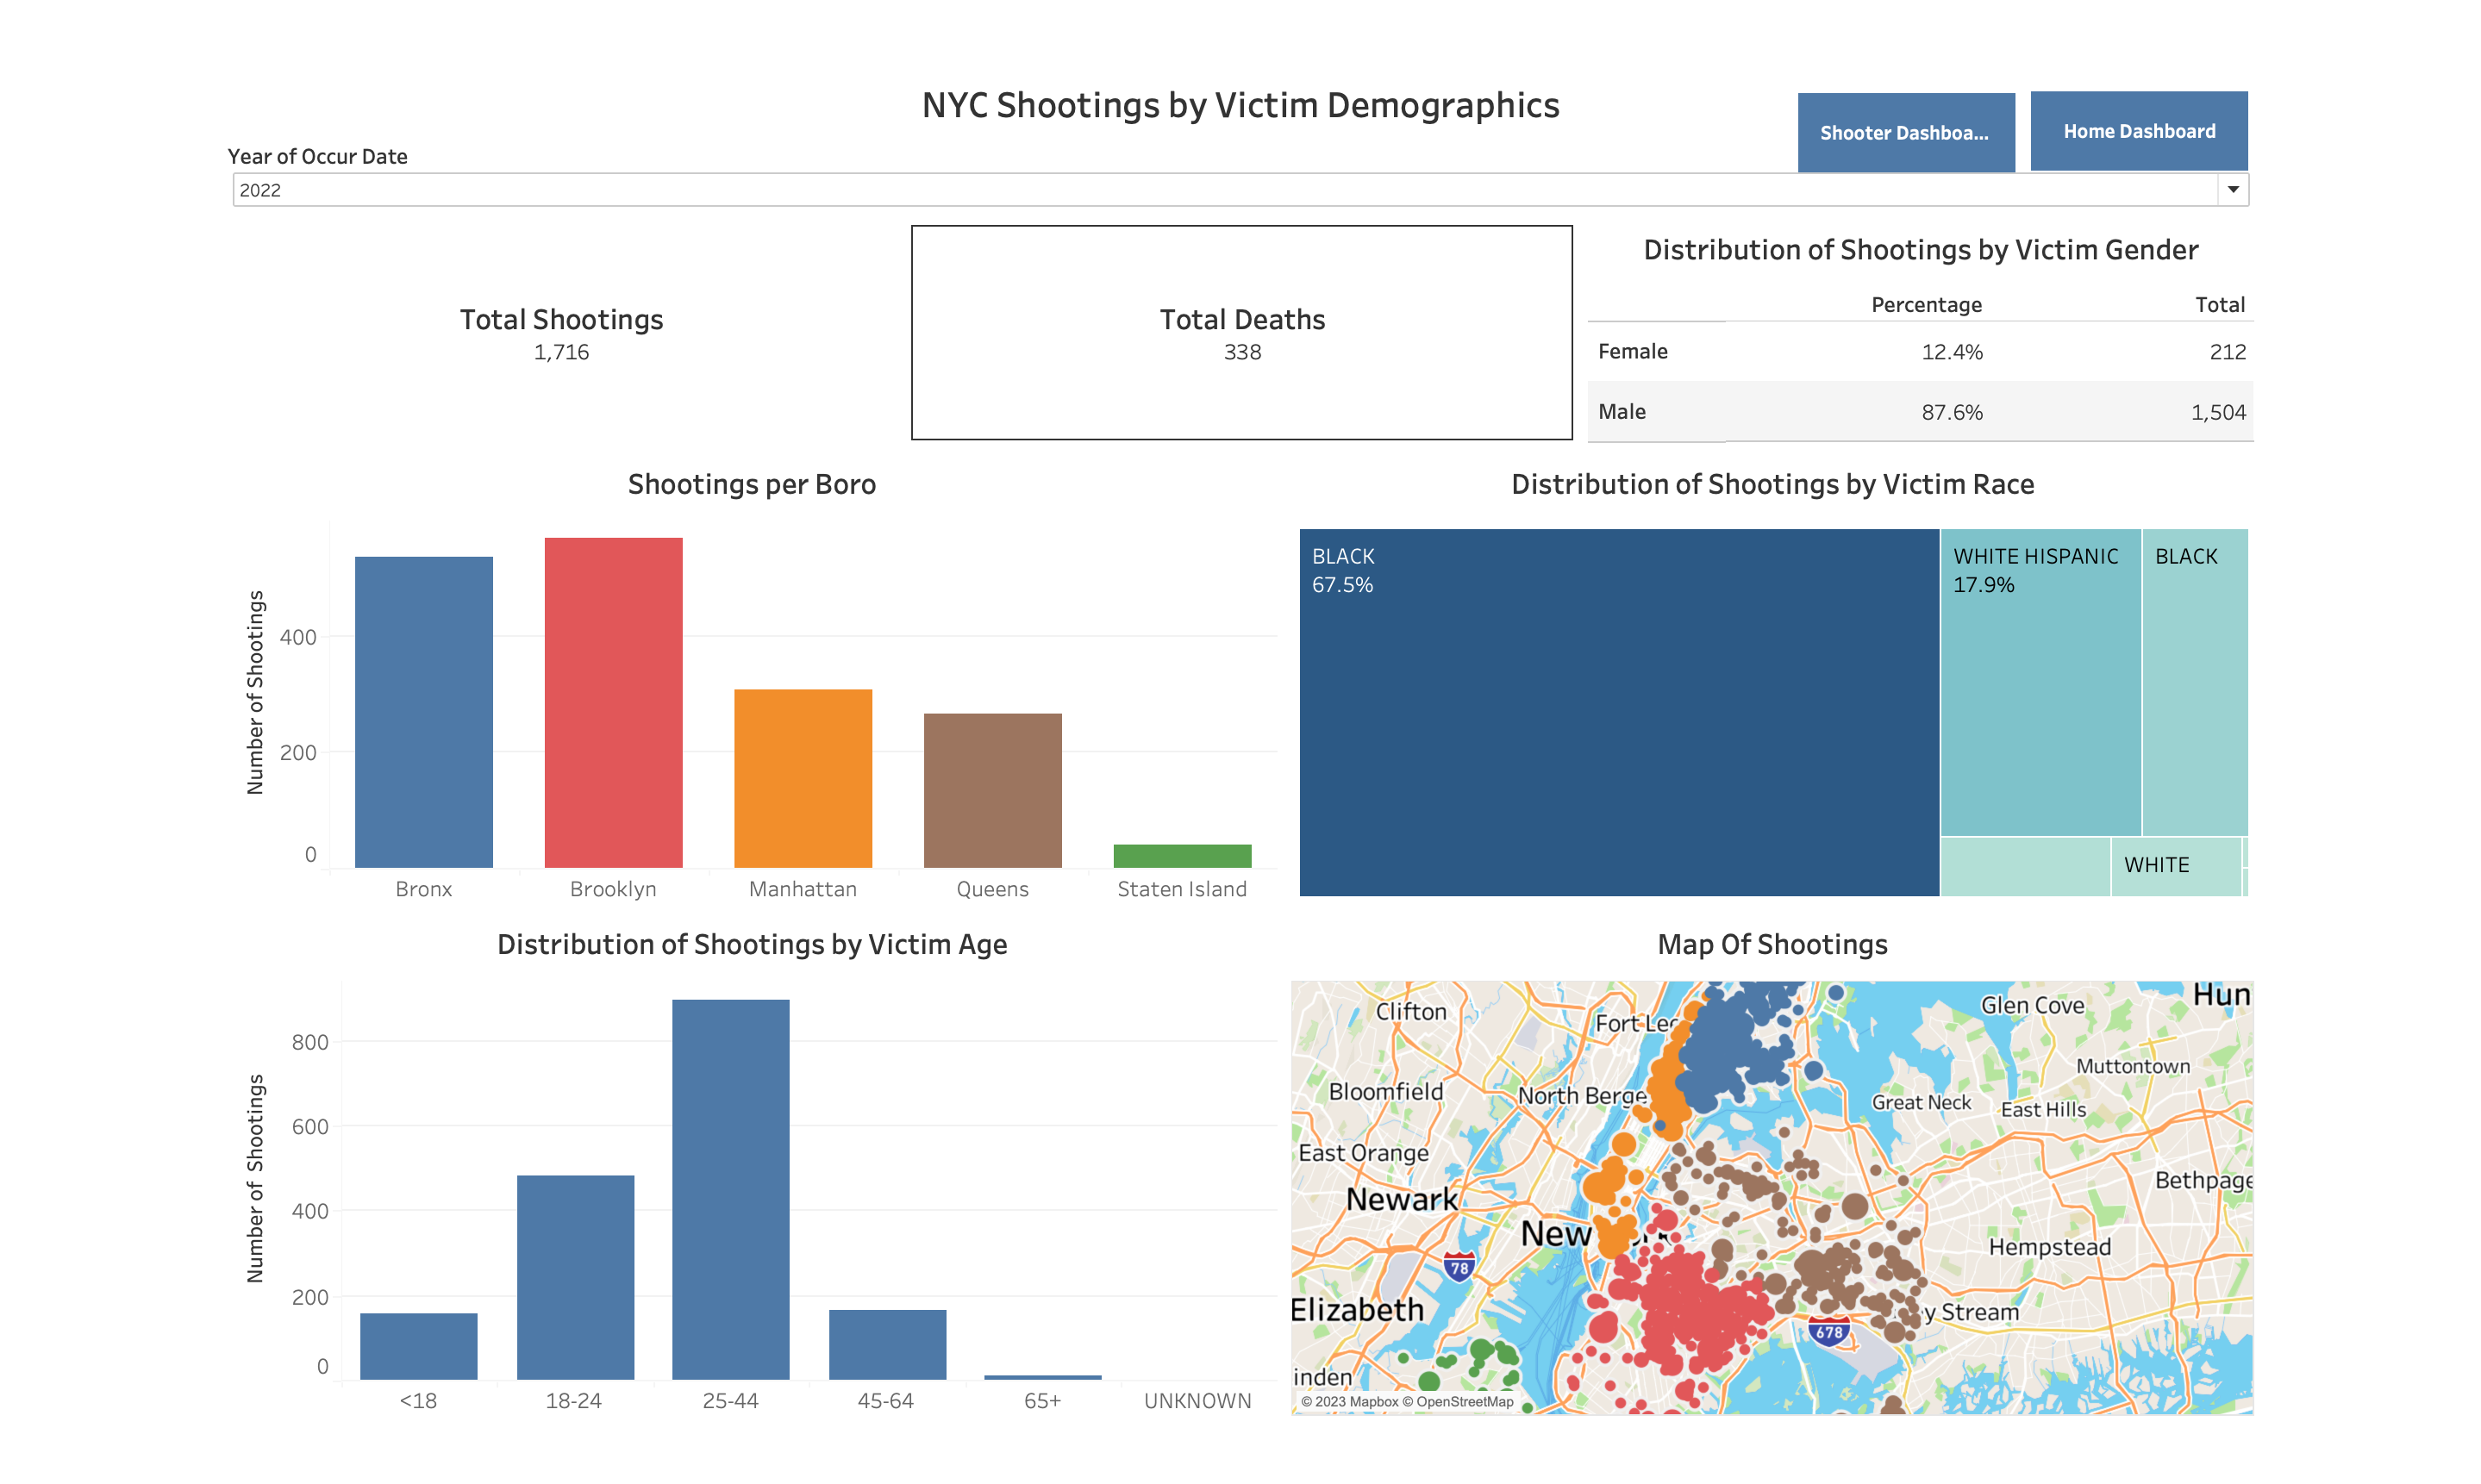 NYC Shootings by Victim Demographics
Shooter Dashboa...
Home Dashboard
Year of Occur Date
2022
Total Shootings
1,716
Total Deaths
338
Distribution of Shootings by Victim Gender
Percentage Total
Female 12.4% 212
Male 87.6% 1,504
Shootings per Boro
Number of Shootings
400
200
0
Bronx Brooklyn Manhattan Queens Staten Island
Distribution of Shootings by Victim Race
BLACK
67.5%
WHITE HISPANIC
17.9%
BLACK
WHITE
Distribution of Shootings by Victim Age
Number of Shootings
800
600
400
200
0
<18 18-24 25-44 45-64 65+ UNKNOWN
Map Of Shootings
Clifton
Fort Lee
Glen Cove
Hun
Muttontown
Bloomfield
North Berge
Great Neck
East Hills
East Orange
Bethpage
Newark
New
Hempstead
78
Elizabeth
y Stream
678
inden
© 2023 Mapbox © OpenStreetMap